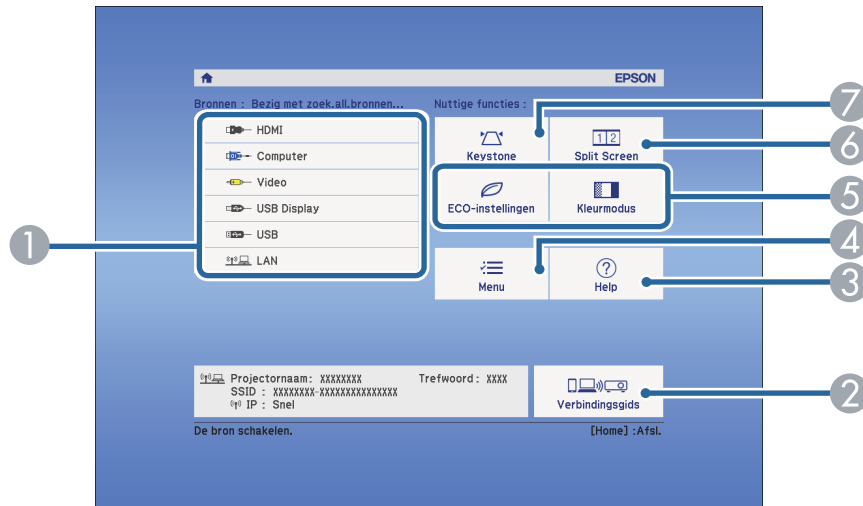 EPSON
Bronnen : Bezig met zoek.all.bronnen...
Nuttige functies :
HDMI
Computer
Video
USB Display
USB
LAN
Keystone
Split Screen
1 2
ECO-instellingen
Kleurmodus
Menu
Help
?
7
6
5
4
3
2
1
Projectornaam: XXXXXXXX
Trefwoord : XXXX
SSID : XXXXXXXX-XXXXXXXXXXXXXXX
IP : Snel
Verbindingsgids
De bron schakelen.
[Home] :Afsl.